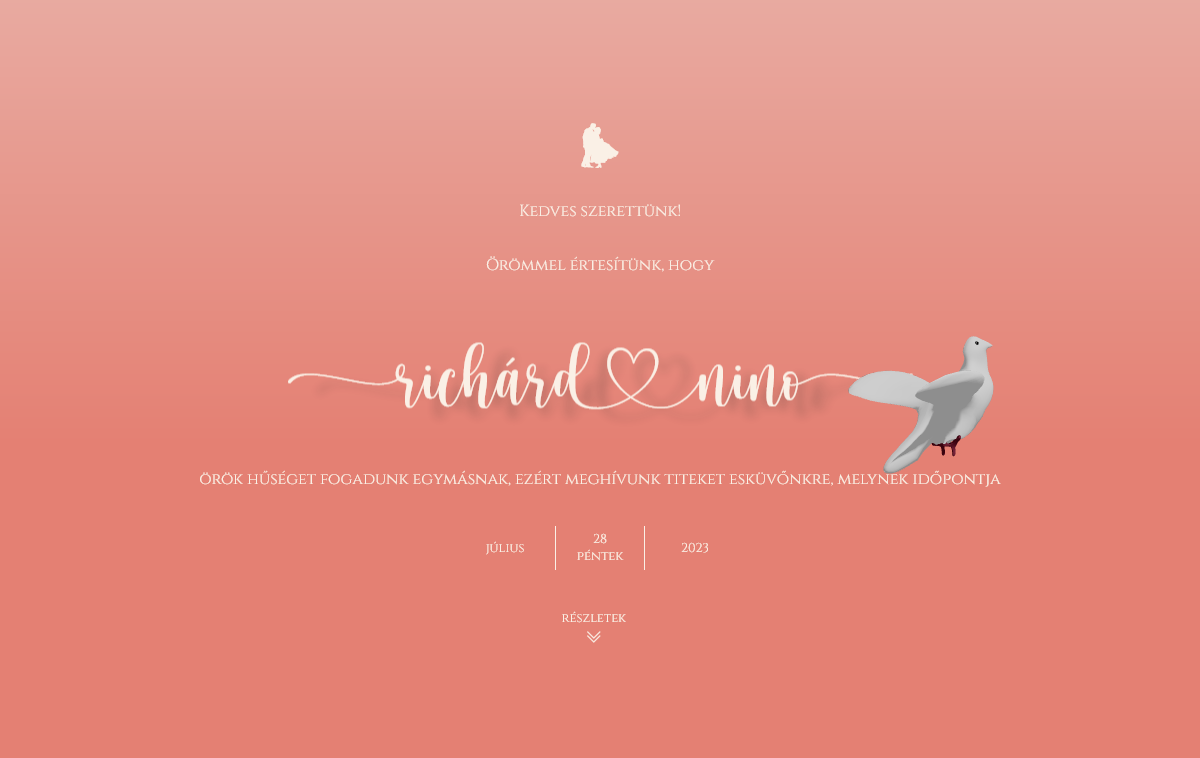 Kedves szerettünk!
Örömmel értesítünk, hogy
richárd nino
örök hűséget fogadunk egymásnak, ezért meghívunk titeket esküvőnkre, melynek időpontja
július
28
péntek
2023
részletek